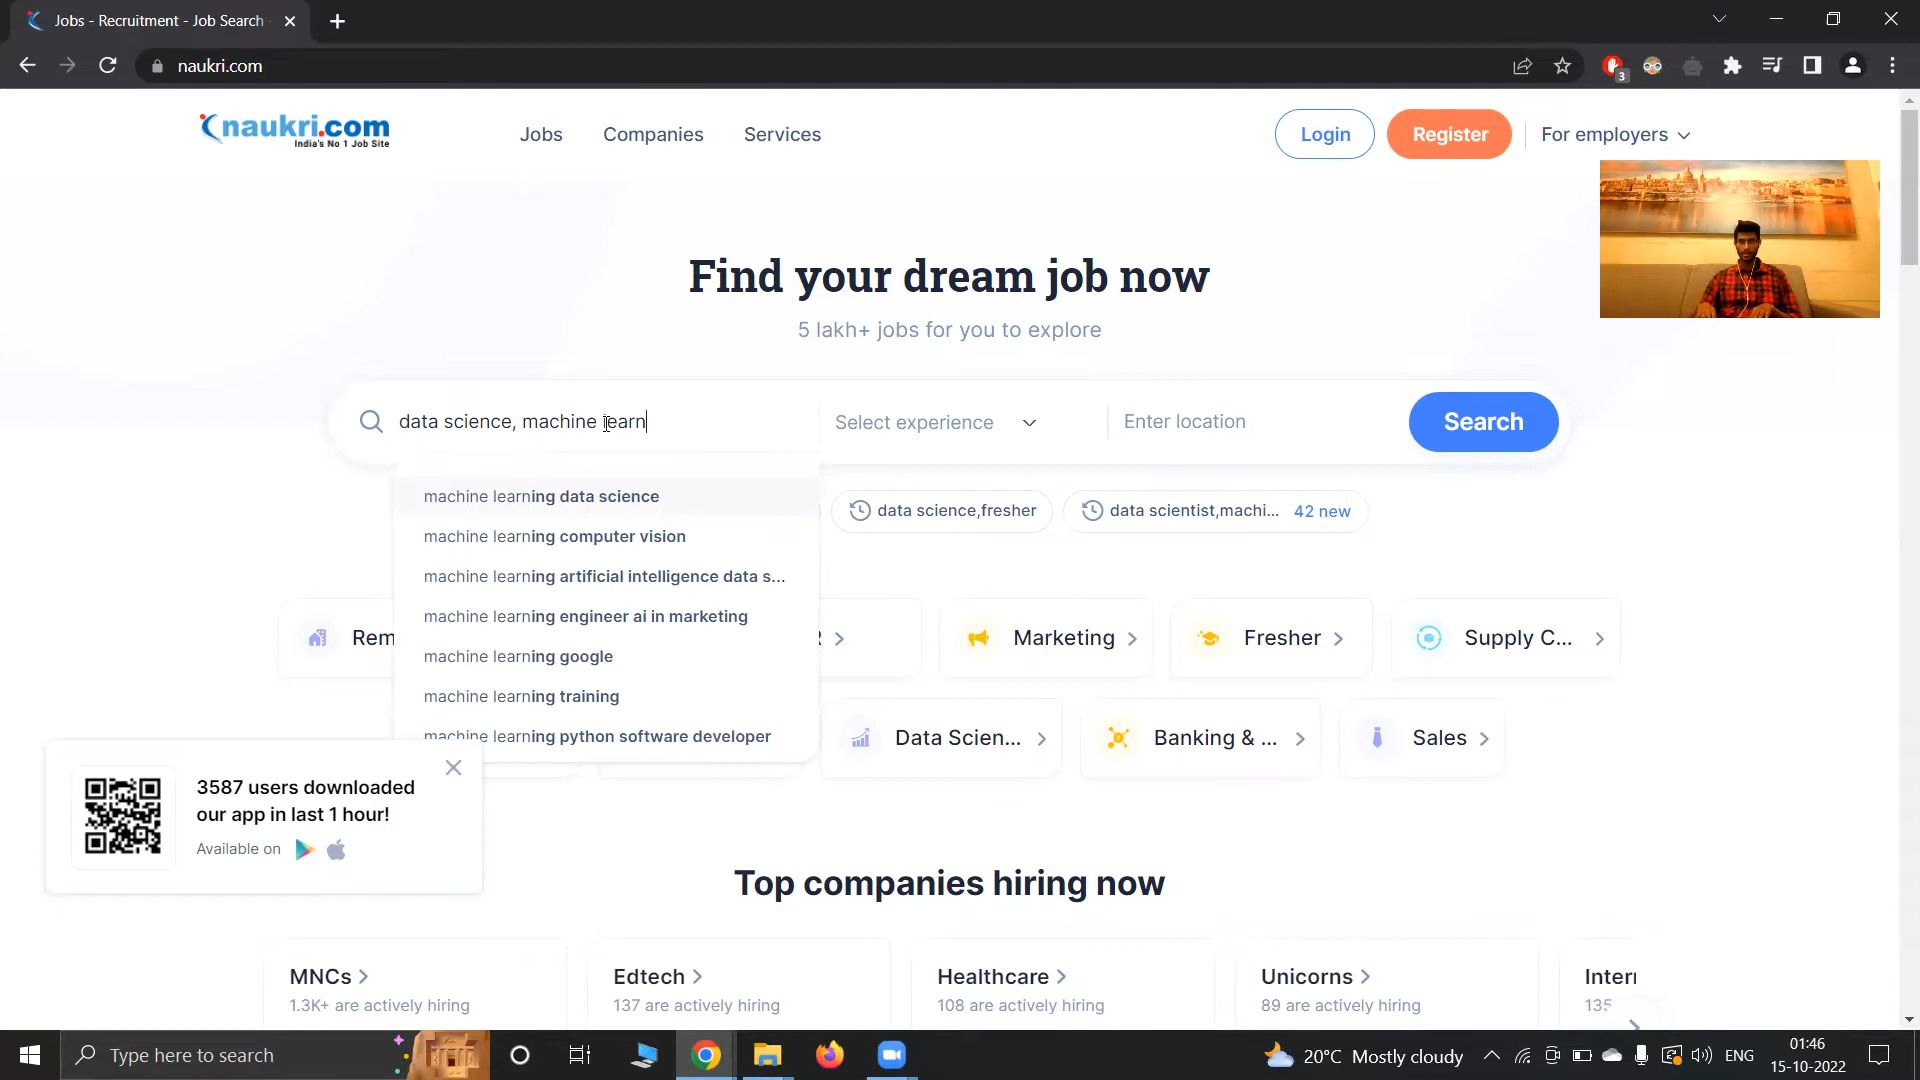 Jobs - Recruitment - Job Search -
naukri.com
3
naukri.com
India's No 1 Job Site
Jobs
Companies
Services
Login
Register
For employers
Find your dream job now
5 lakh+ jobs for you to explore
data science, machine learn
Select experience
Enter location
Search
machine learning data science
machine learning computer vision
machine learning artificial intelligence data s...
machine learning engineer ai in marketing
machine learning google
machine learning training
machine learning python software developer
data science,fresher
data scientist,machi... 42 new
Rem
Marketing
Fresher
Supply C...
Data Scien...
Banking & ...
Sales
3587 users downloaded
our app in last 1 hour!
Available on
Top companies hiring now
MNCs
1.3K+ are actively hiring
Edtech
137 are actively hiring
Healthcare
108 are actively hiring
Unicorns
89 are actively hiring
Intern
135
Type here to search
20°C Mostly cloudy
ENG
01:46
15-10-2022